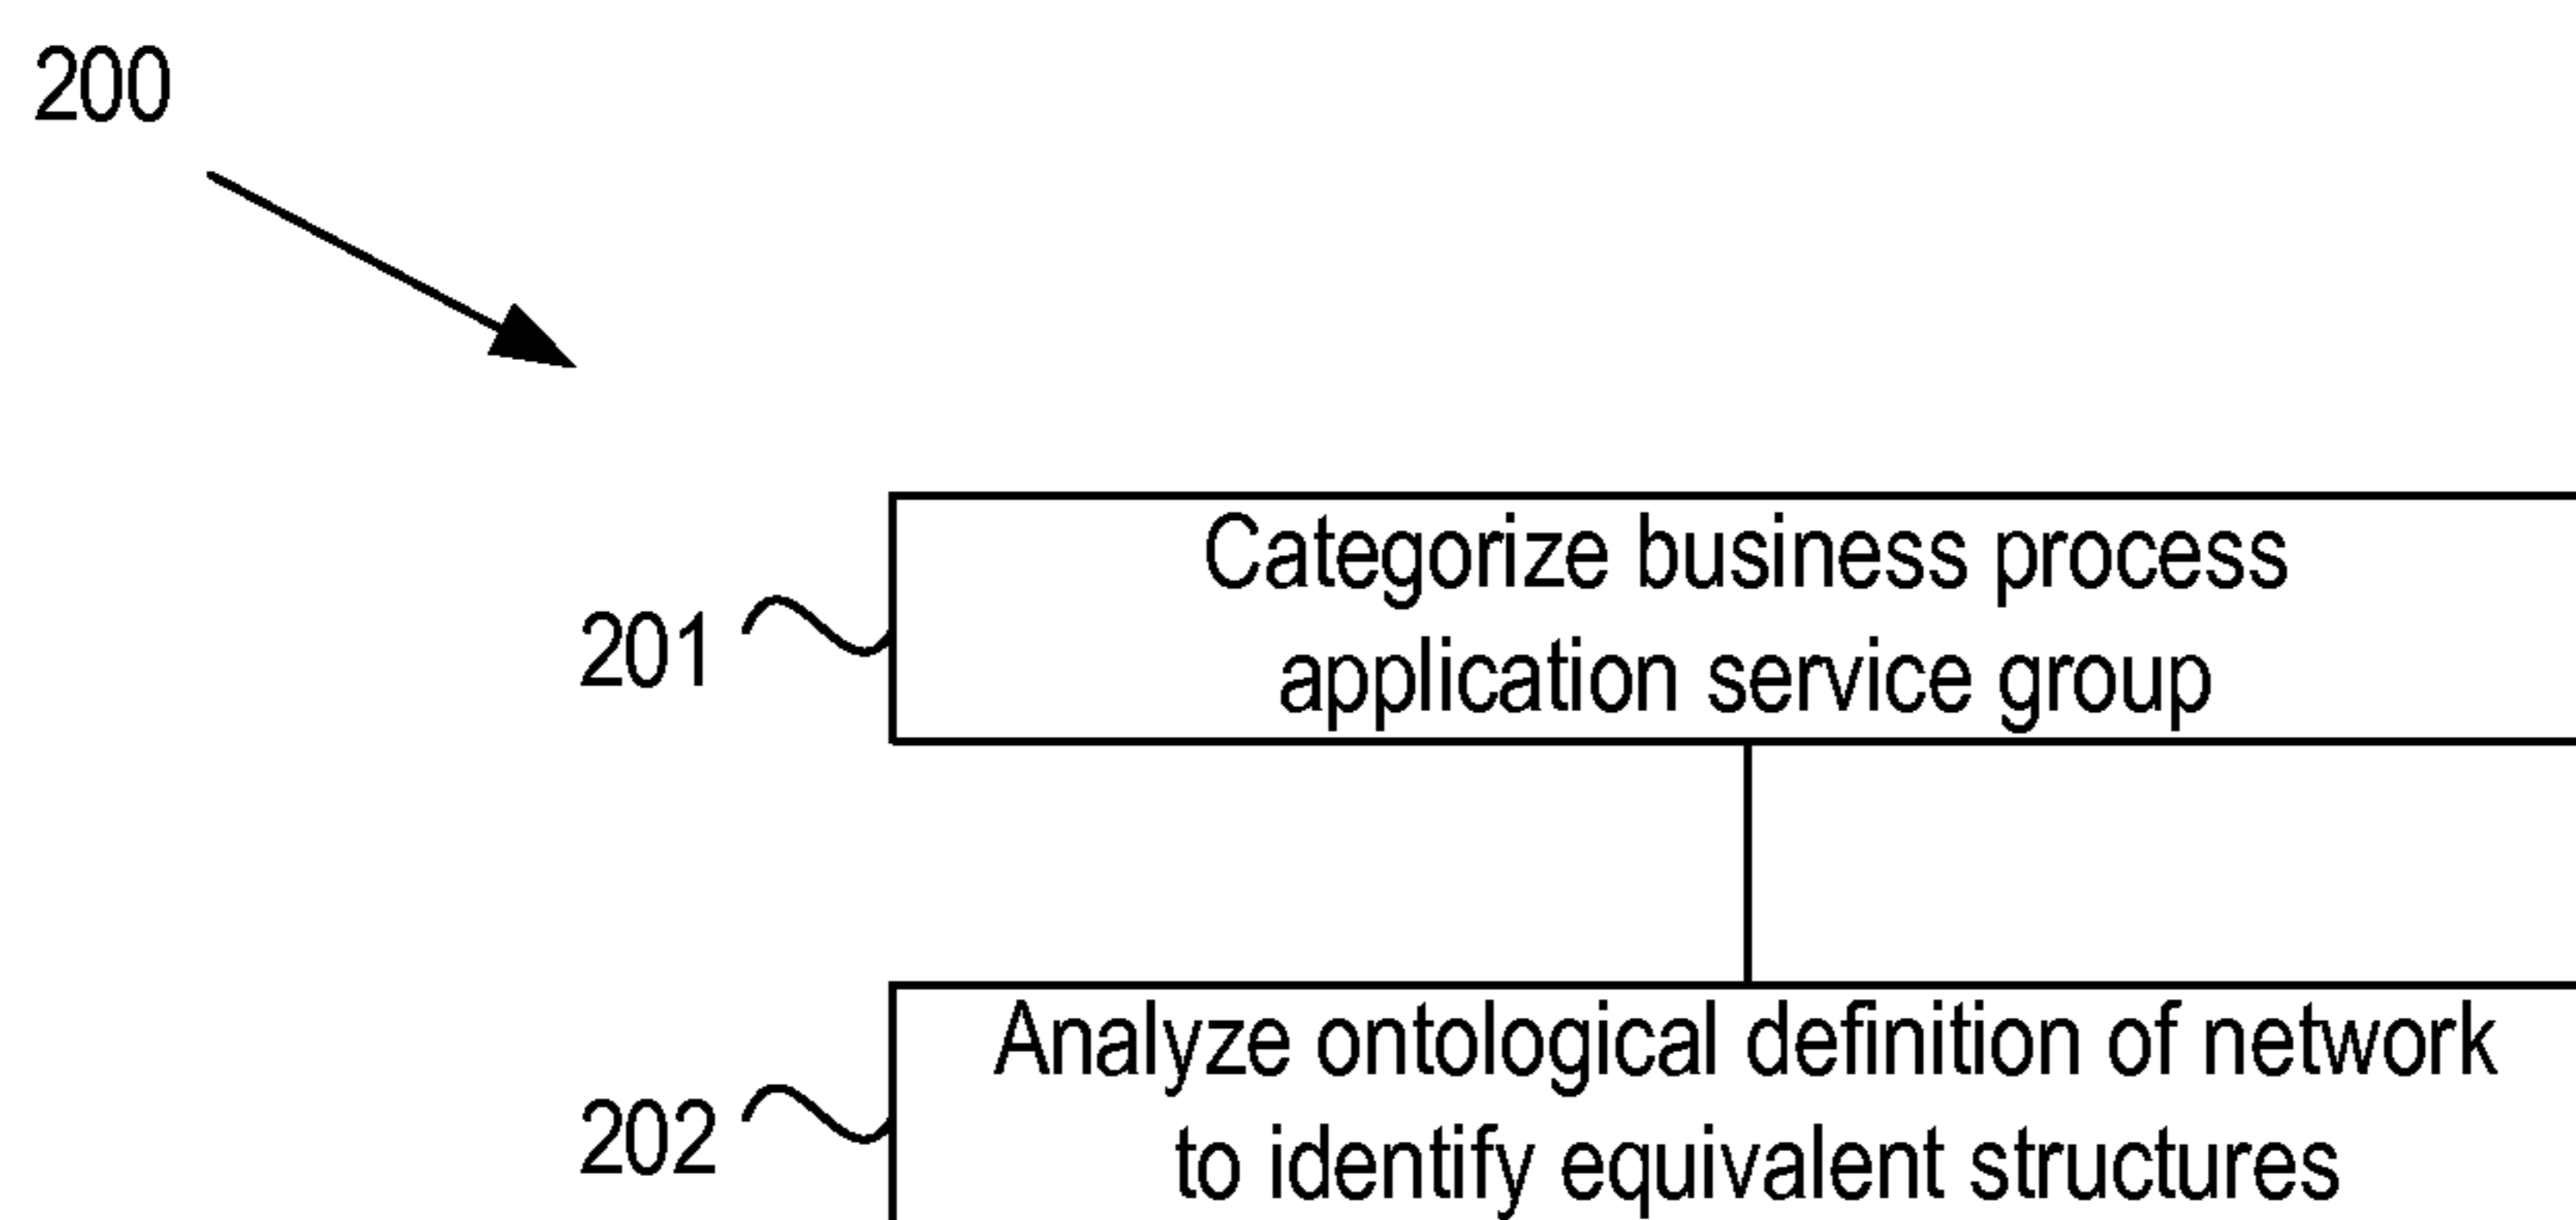 200
201
Categorize business process
application service group
202
Analyze ontological definition of network
to identify equivalent structures